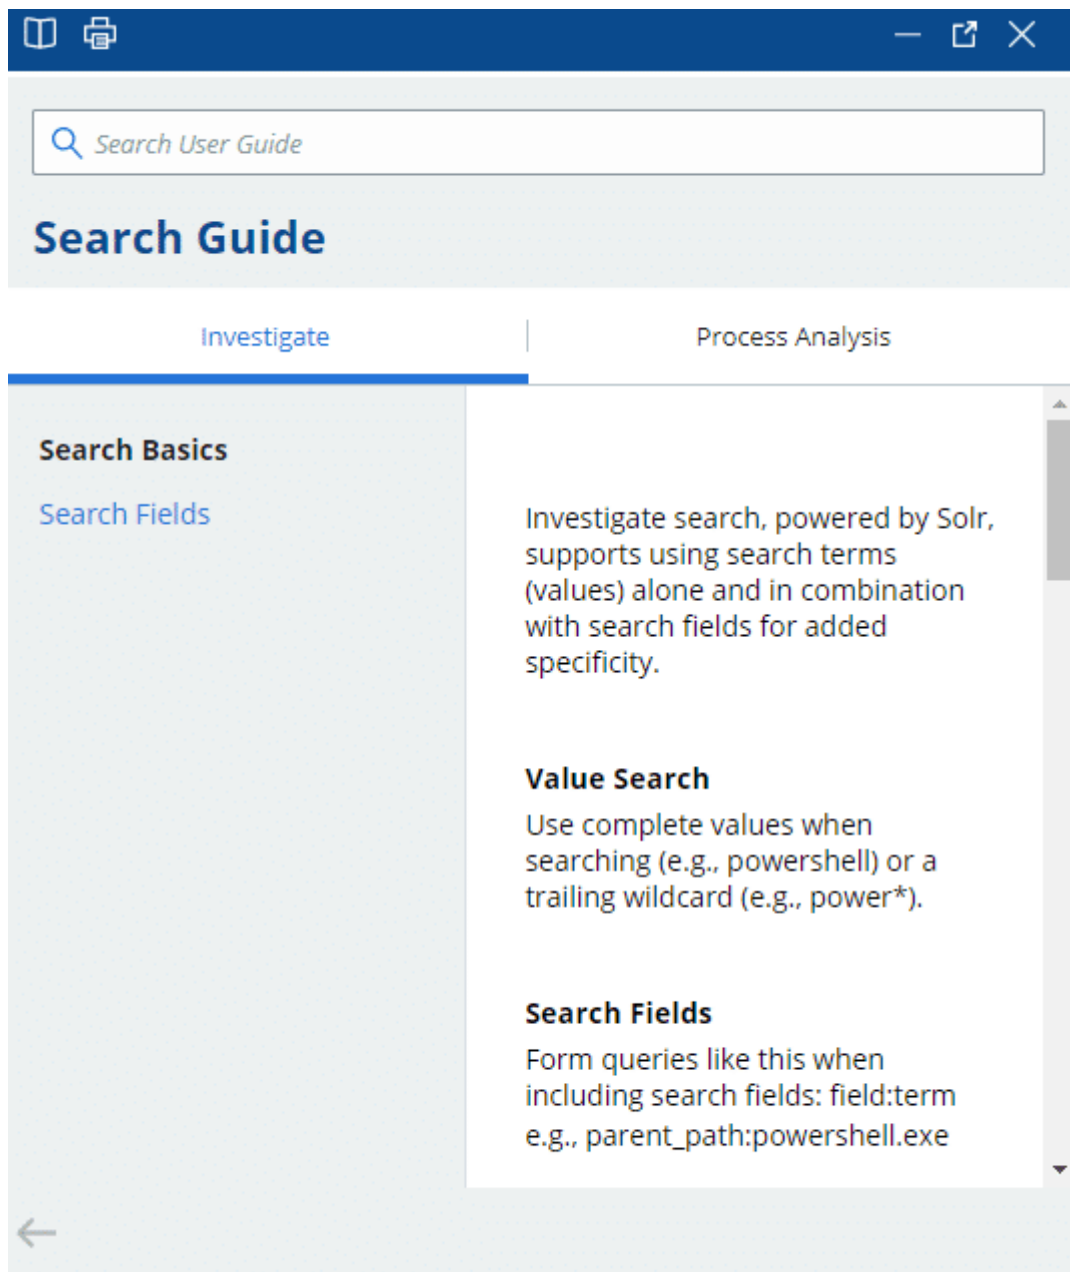 Search User Guide
Search Guide
Investigate
Process Analysis
Search Basics
Search Fields
Investigate search, powered by Solr,
supports using search terms
(values) alone and in combination
with search fields for added
specificity.
Value Search
Use complete values when
searching (e.g., powershell) or a
trailing wildcard (e.g., power*).
Search Fields
Form queries like this when
including search fields: field:term
e.g., parent_path:powershell.exe